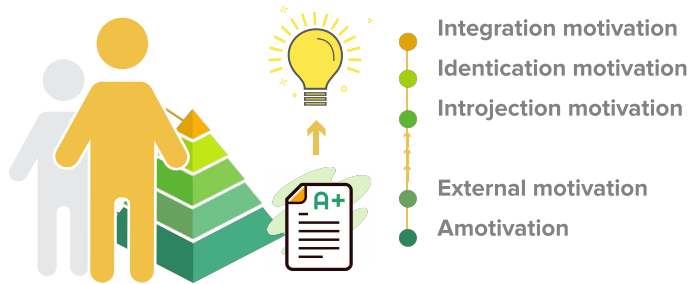 Integration motivation
Identication motivation
Introjection motivation
A+
External motivation
Amotivation